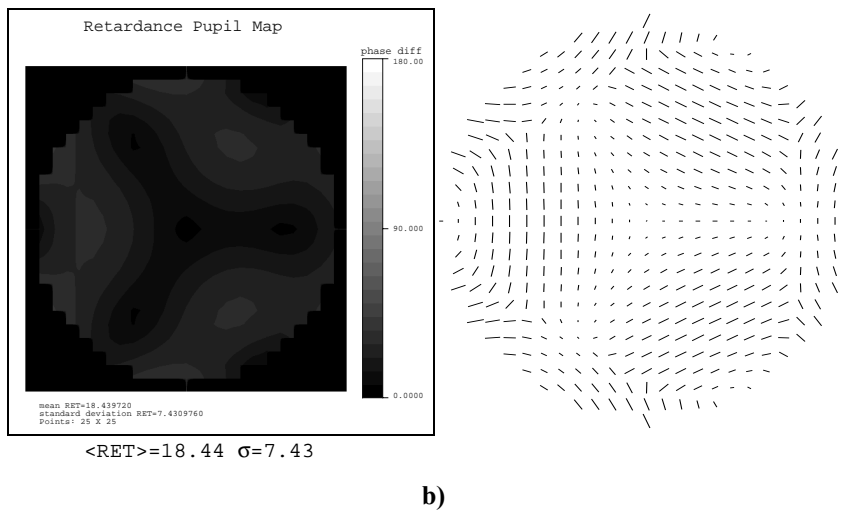 Retardance Pupil Map
phase diff
180.00
90.000
0.0000
mean RET=18.439720
standard deviation RET=7.4309760
Points: 25 X 25
<RET>=18.44 σ=7.43
b)